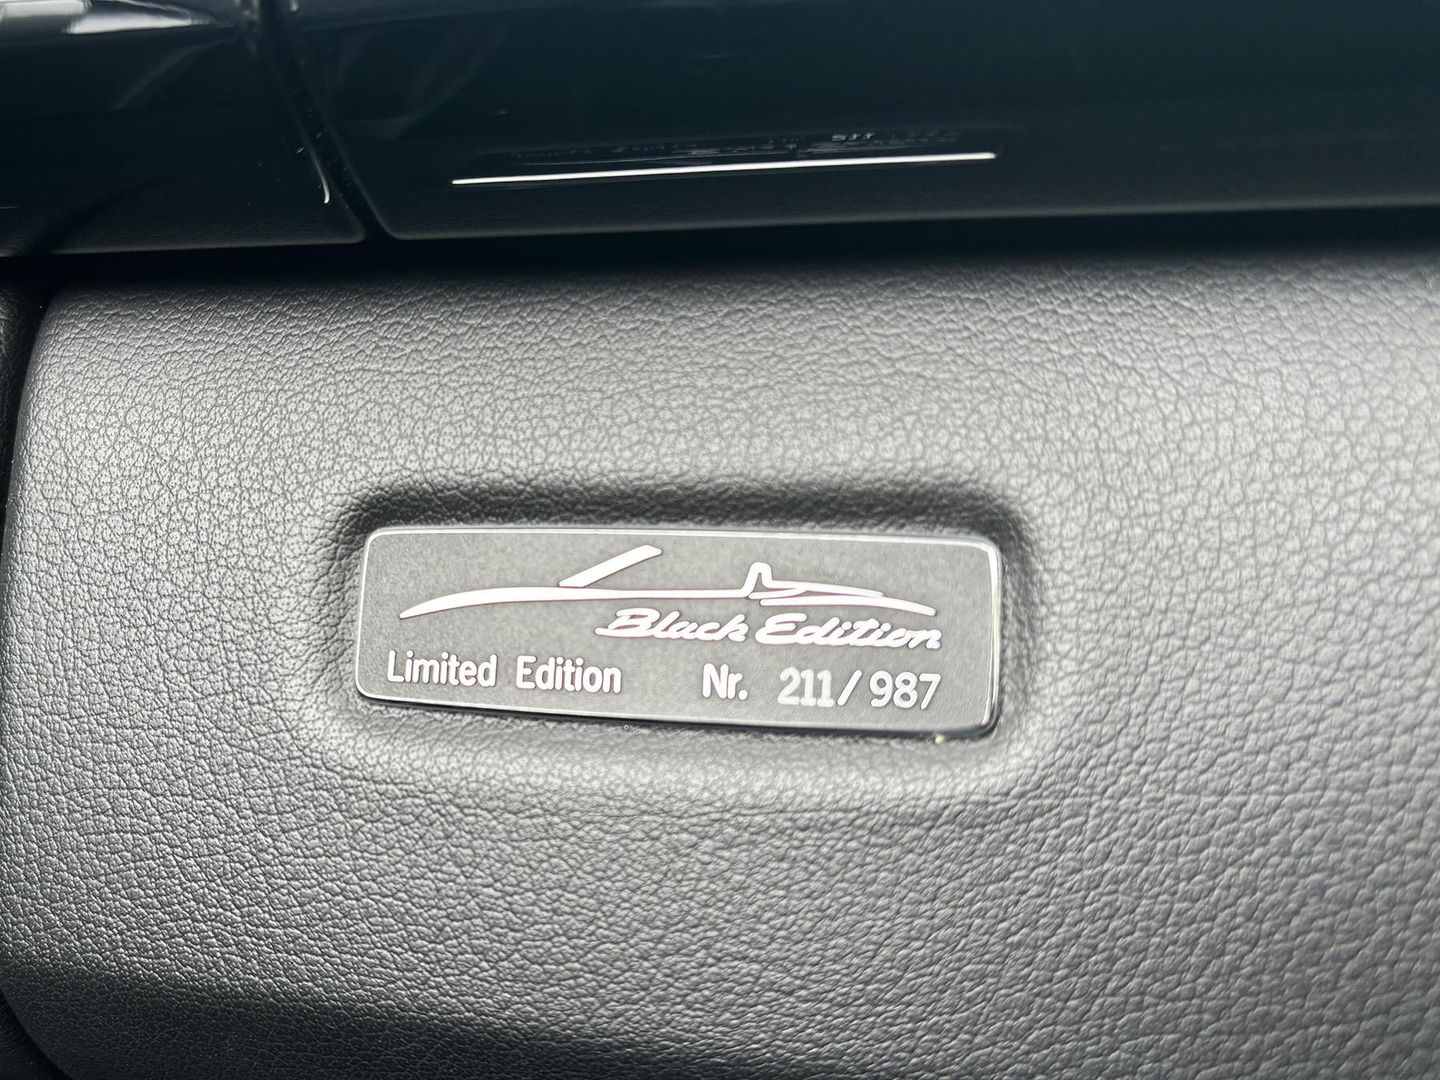 Black Edition
Limited Edition Nr. 211/987